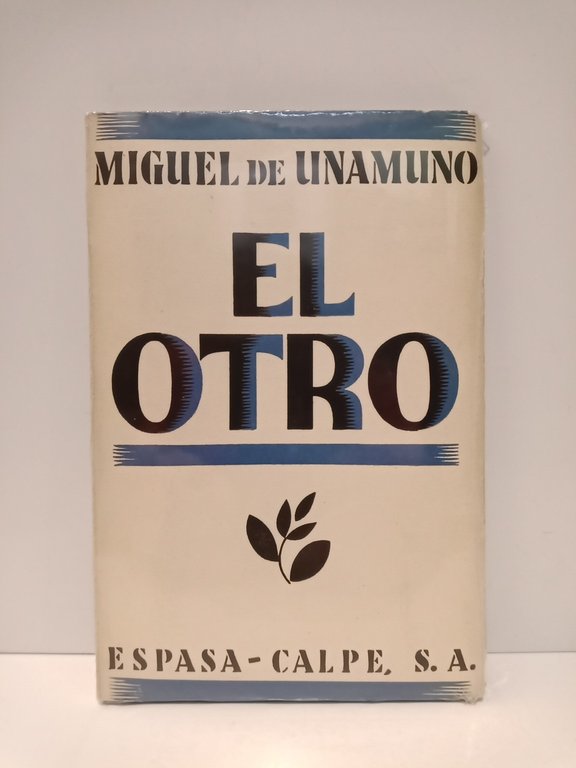 MIGUEL DE UNAMUNO
EL
OTRO
ESPASA-CALPE, S. A.